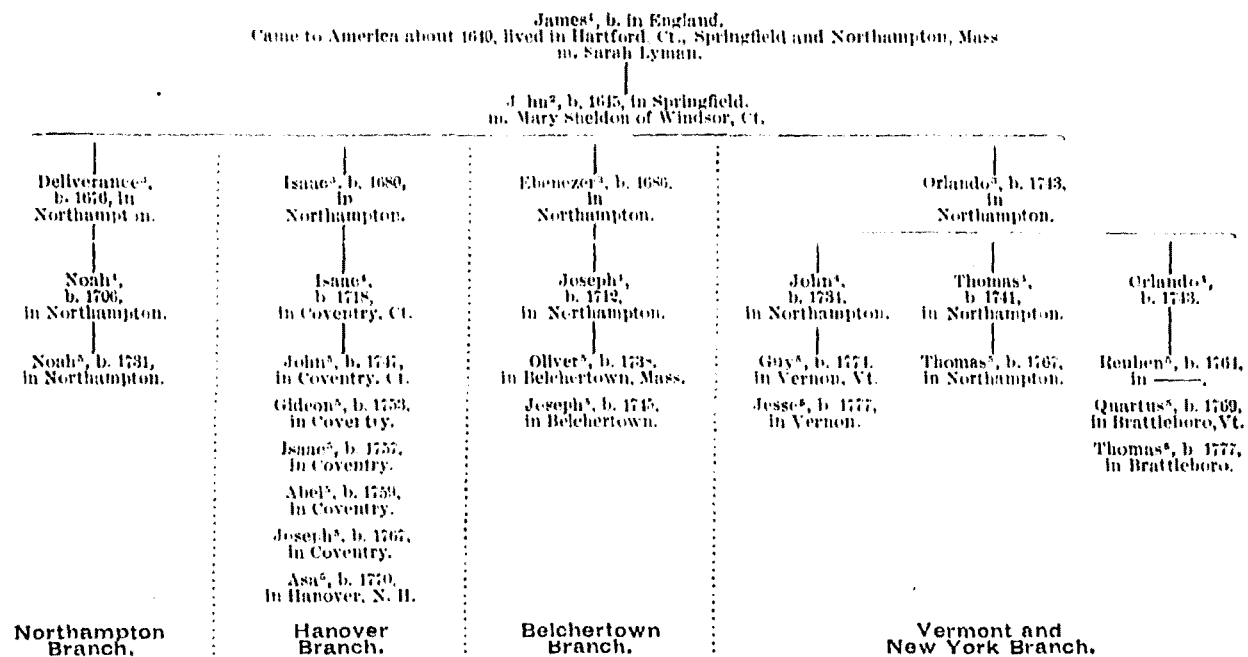 James¹, b. in England.
Came to America about 1640, lived in Hartford, Ct., Springfield and Northampton, Mass
m. Sarah Lyman.
J hn², b. 1645, in Springfield.
m. Mary Sheldon of Windsor, Ct.
Deliverance³,
b. 1676, in
Northampt n.
Noah⁴,
b. 1706,
in Northampton.
Noah⁵, b. 1731,
in Northampton.
Northampton
Branch.
Isaac³, b. 1680,
in
Northampton.
Isaac⁴,
b 1718,
in Coventry, Ct.
John⁵, b. 1747,
in Coventry, Ct.
Gideon⁵, b. 1753,
in Coventry.
Isaac⁵, b. 1757,
in Coventry.
Abel⁵, b. 1759,
in Coventry.
Joseph⁵, b. 1767,
in Coventry.
Asa⁵, b. 1770,
in Hanover, N. H.
Hanover
Branch.
Ebenezer³, b. 1686,
in
Northampton.
Joseph⁴,
b. 1712,
in Northampton.
Oliver⁵, b. 1738,
in Belchertown, Mass.
Joseph⁵, b. 1745,
in Belchertown.
Belchertown
Branch.
Orlando³, b. 1743,
in
Northampton.
John⁴,
b. 1734,
in Northampton.
Guy⁵, b. 1774,
in Vernon, Vt.
Jesse⁵, b 1777,
in Vernon.
Thomas⁴,
b 1741,
in Northampton.
Thomas⁵, b. 1767,
in Northampton.
Orlando⁴,
b. 1743.
Reuben⁵, b. 1764,
in ——.
Quartus⁵, b. 1769,
in Brattleboro, Vt.
Thomas⁵, b 1777,
in Brattleboro.
Vermont and
New York Branch.